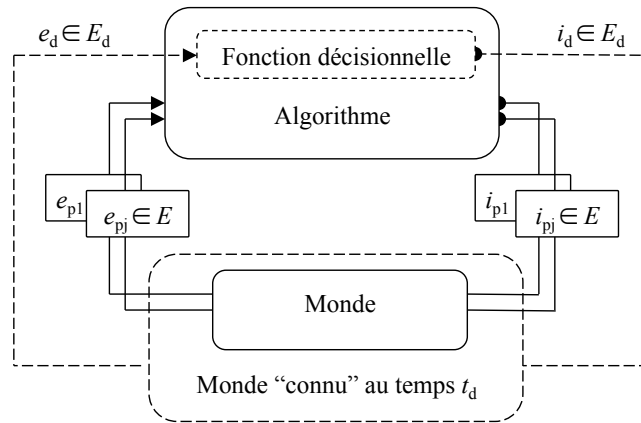 e_d ∈ E_d
i_d ∈ E_d
Fonction décisionnelle
Algorithme
e_p1
e_pj ∈ E
i_p1
i_pj ∈ E
Monde
Monde “connu” au temps t_d